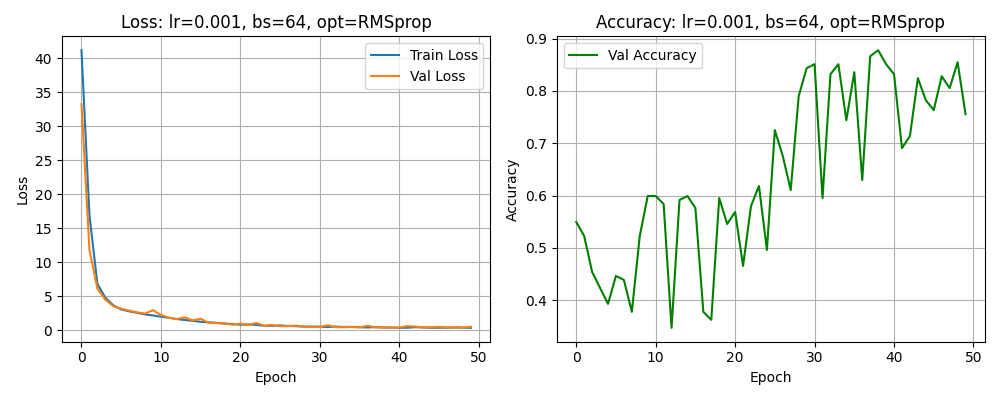 Loss: lr=0.001, bs=64, opt=RMSprop
Train Loss
Val Loss
40
35
30
25
20
15
10
5
0
Loss
0 10 20 30 40 50
Epoch
Accuracy: lr=0.001, bs=64, opt=RMSprop
Val Accuracy
0.9
0.8
0.7
0.6
0.5
0.4
Accuracy
0 10 20 30 40 50
Epoch